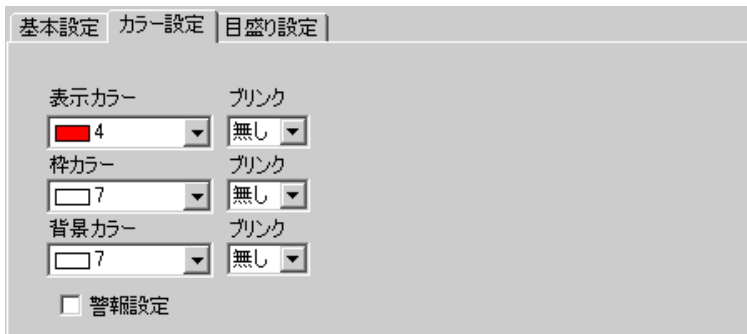 基本設定 カラー設定 目盛り設定
表示カラー ブリンク
4 無し
枠カラー ブリンク
7 無し
背景カラー ブリンク
7 無し
警報設定